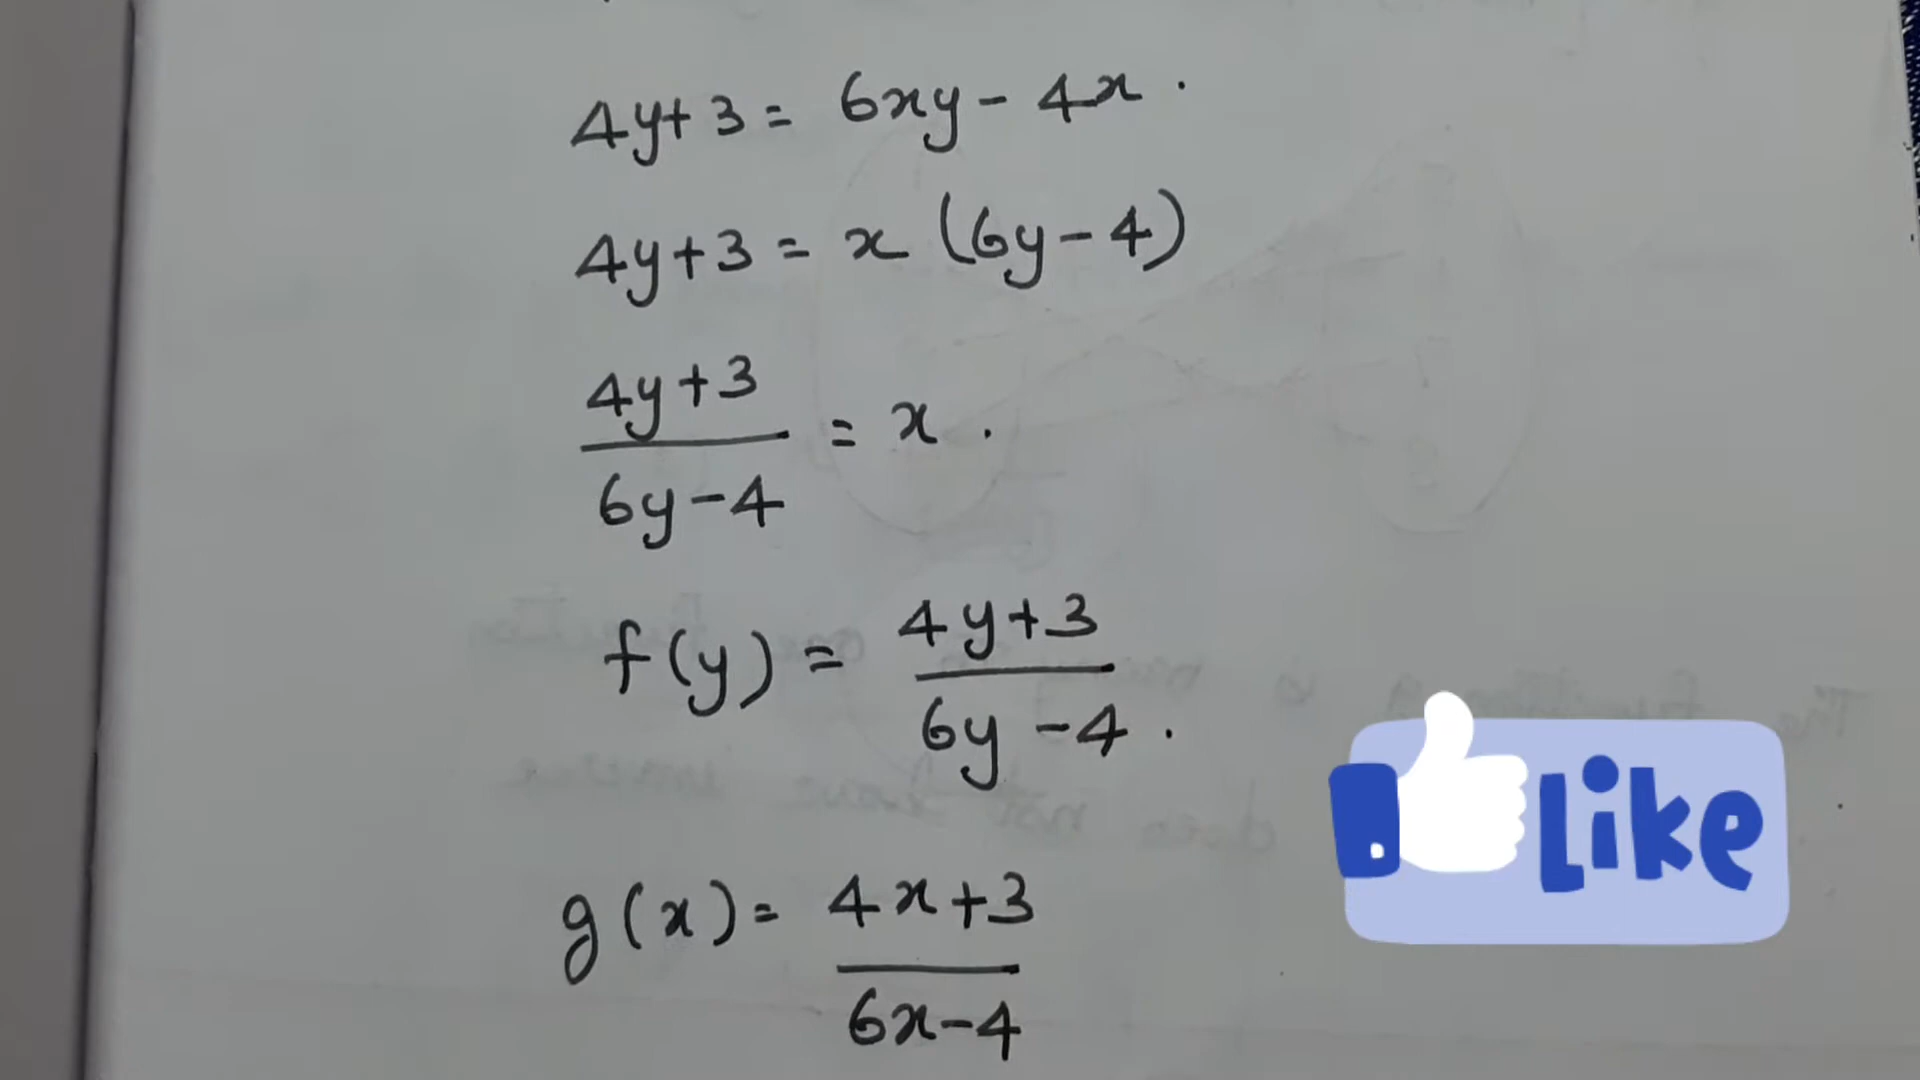 4y+3 = 6xy - 4x .
4y+3 = x (6y-4)
4y+3
6y-4
= x .
f(y) =
4y+3
6y-4 .
g(x) =
4x+3
6x-4
Like